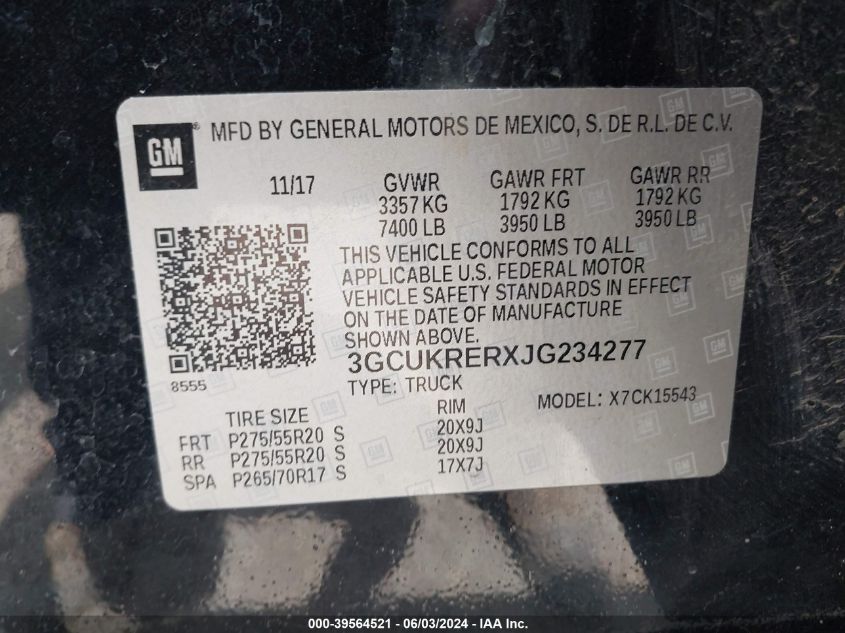 GM® MFD BY GENERAL MOTORS DE MEXICO, S. DE R.L. DE C.V.
11/17 GVWR GAWR FRT GAWR RR
3357 KG 1792 KG 1792 KG
7400 LB 3950 LB 3950 LB
THIS VEHICLE CONFORMS TO ALL
APPLICABLE U.S. FEDERAL MOTOR
VEHICLE SAFETY STANDARDS IN EFFECT
ON THE DATE OF MANUFACTURE
SHOWN ABOVE.
3GCUKRERXJG234277
8555 TYPE: TRUCK MODEL: X7CK15543
TIRE SIZE RIM
FRT P275/55R20 S 20X9J
RR P275/55R20 S 20X9J
SPA P265/70R17 S 17X7J
000-39564521 - 06/03/2024 - IAA Inc.